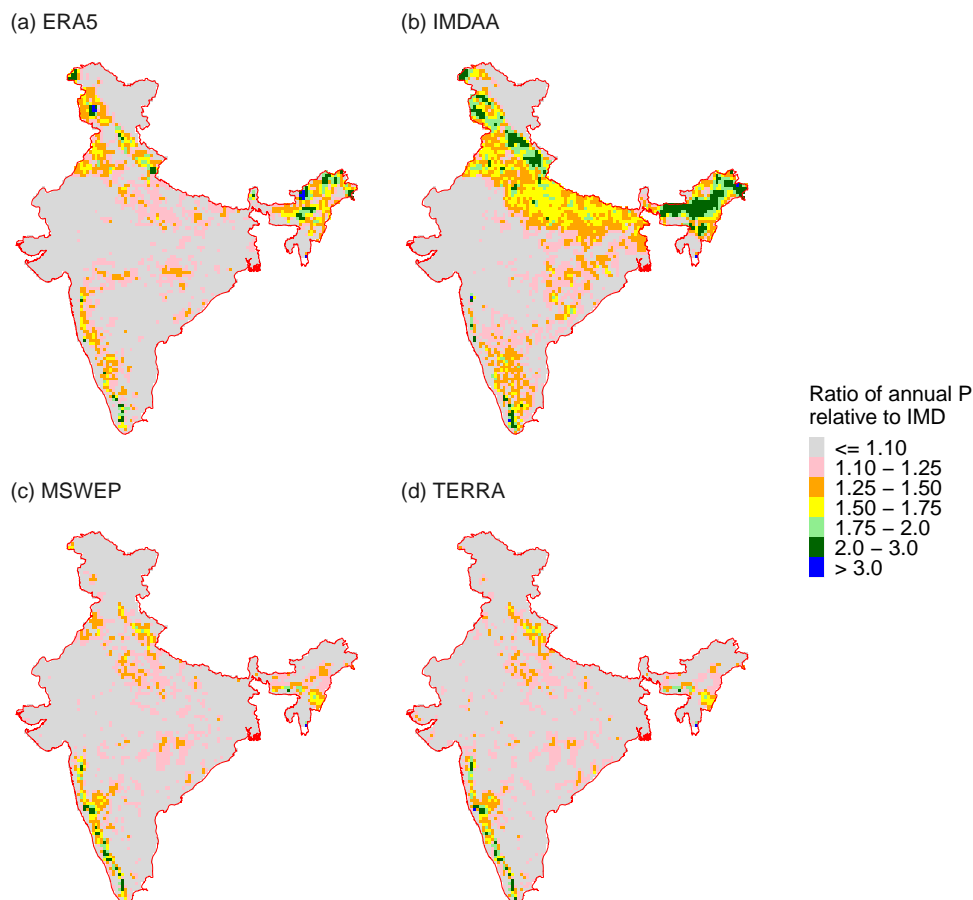 (a) ERA5
(b) IMDAA
Ratio of annual P
relative to IMD
<= 1.10
1.10 − 1.25
1.25 − 1.50
1.50 − 1.75
1.75 − 2.0
2.0 − 3.0
> 3.0
(c) MSWEP
(d) TERRA